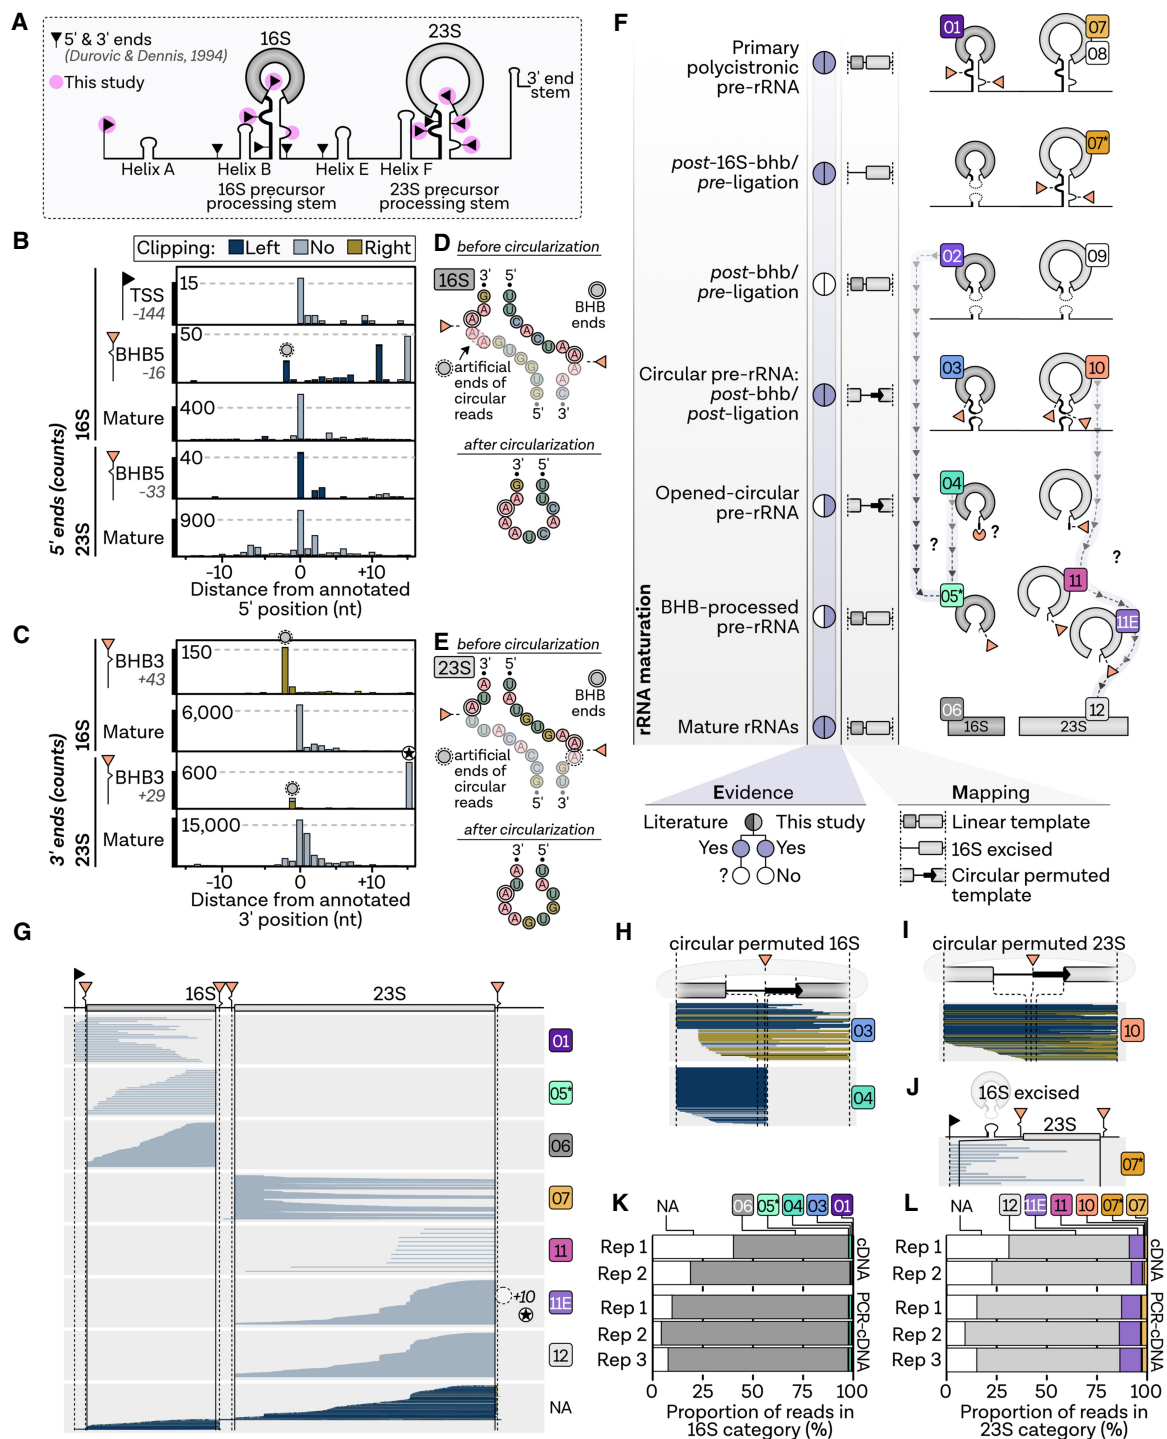 A
5' & 3' ends
(Durovic & Dennis, 1994)
This study
16S
23S
3' end
stem
Helix A
Helix B
Helix E
Helix F
16S precursor
processing stem
23S precursor
processing stem
B
Clipping: Left No Right
15
TSS
-144
50
BHB5
-16
400
Mature
16S
40
BHB5
-33
900
Mature
23S
5' ends (counts)
-10 0 +10
Distance from annotated
5' position (nt)
C
150
BHB3
+43
6,000
Mature
16S
600
BHB3
+29
15,000
Mature
23S
3' ends (counts)
-10 0 +10
Distance from annotated
3' position (nt)
D
before circularization
16S
3' 5'
BHB
ends
artificial
ends of
circular
reads
5' 3'
after circularization
3' 5'
E
before circularization
23S
3' 5'
BHB
ends
artificial
ends of
circular
reads
5' 3'
after circularization
3' 5'
F
Primary
polycistronic
pre-rRNA
01
07
08
post-16S-bhb/
pre-ligation
07*
post-bhb/
pre-ligation
02
09
Circular pre-rRNA:
post-bhb/
post-ligation
03
10
Opened-circular
pre-rRNA
04
?
?
?
BHB-processed
pre-rRNA
05*
11
11E
Mature rRNAs
06
16S
12
23S
rRNA maturation
Evidence
Literature This study
Yes Yes
? No
Mapping
Linear template
16S excised
Circular permuted
template
G
16S
23S
01
05*
06
07
11
11E
+10
12
NA
H
circular permuted 16S
03
04
I
circular permuted 23S
10
J
16S excised
23S
07*
K
NA
06 05* 04 03 01
Rep 1
Rep 2
cDNA
Rep 1
Rep 2
Rep 3
PCR-cDNA
0 25 50 75 100
Proportion of reads in
16S category (%)
L
NA
12 11E 11 10 07* 07
Rep 1
Rep 2
cDNA
Rep 1
Rep 2
Rep 3
PCR-cDNA
0 25 50 75 100
Proportion of reads in
23S category (%)